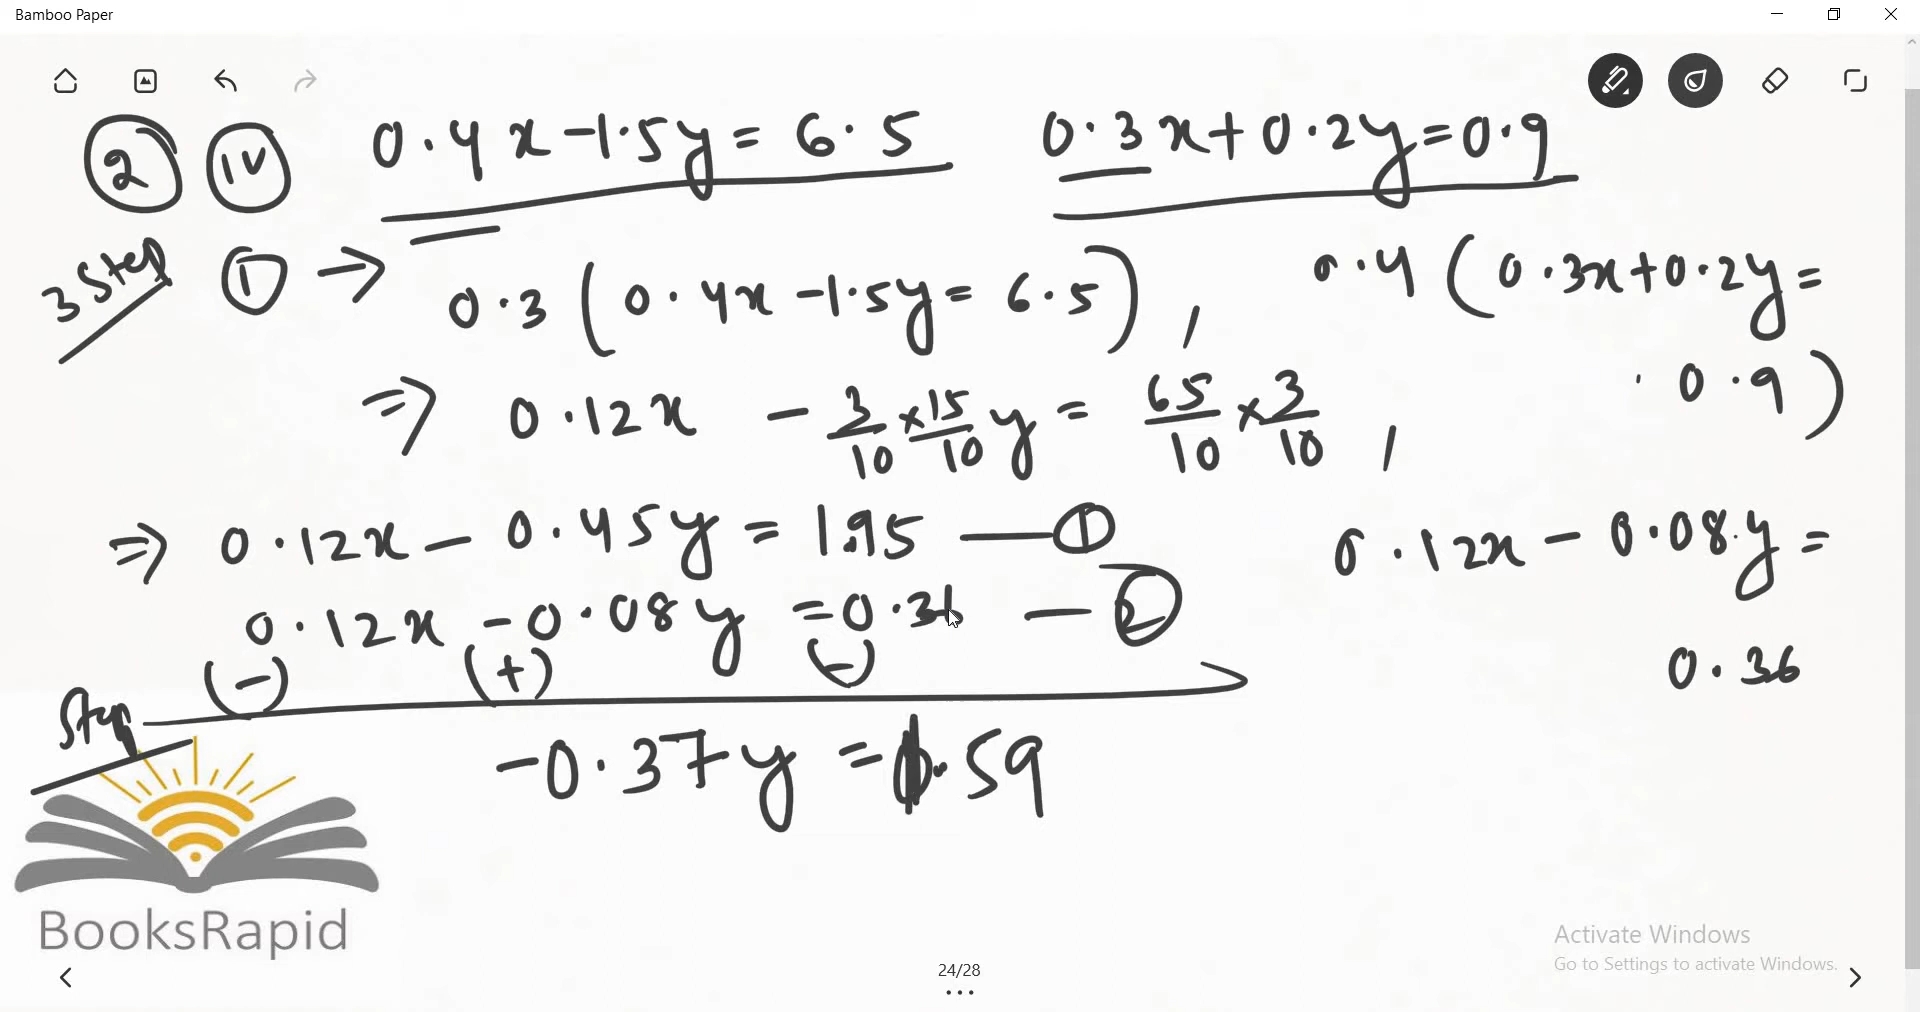 Bamboo Paper
2 iv 0.4x-1.5y=6.5 0.3x+0.2y=0.9
3 Step 1 → 0.3(0.4x-1.5y=6.5), 0.4(0.3x+0.2y=
0.9)
⇒ 0.12x - 3/10×15/10 y = 65/10×3/10,
⇒ 0.12x-0.45y=1.95 — 1 0.12x-0.08y=
0.12x-0.08y=0.36 — 2
(-) (+) (-) 0.36
Step
-0.37y=1.59
BooksRapid
Activate Windows
Go to Settings to activate Windows.
24/28